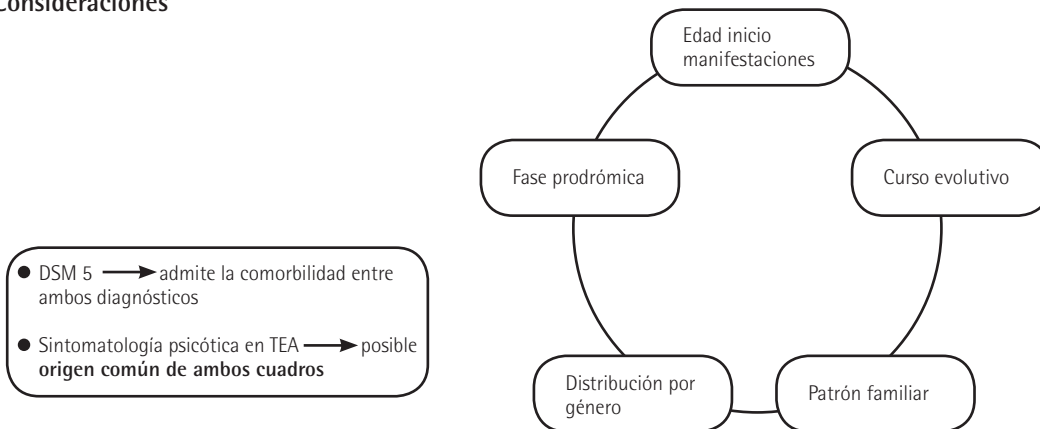 Consideraciones
Edad inicio
manifestaciones
Fase prodrómica
Curso evolutivo
● DSM 5 → admite la comorbilidad entre
ambos diagnósticos
● Sintomatología psicótica en TEA → posible
origen común de ambos cuadros
Distribución por
género
Patrón familiar